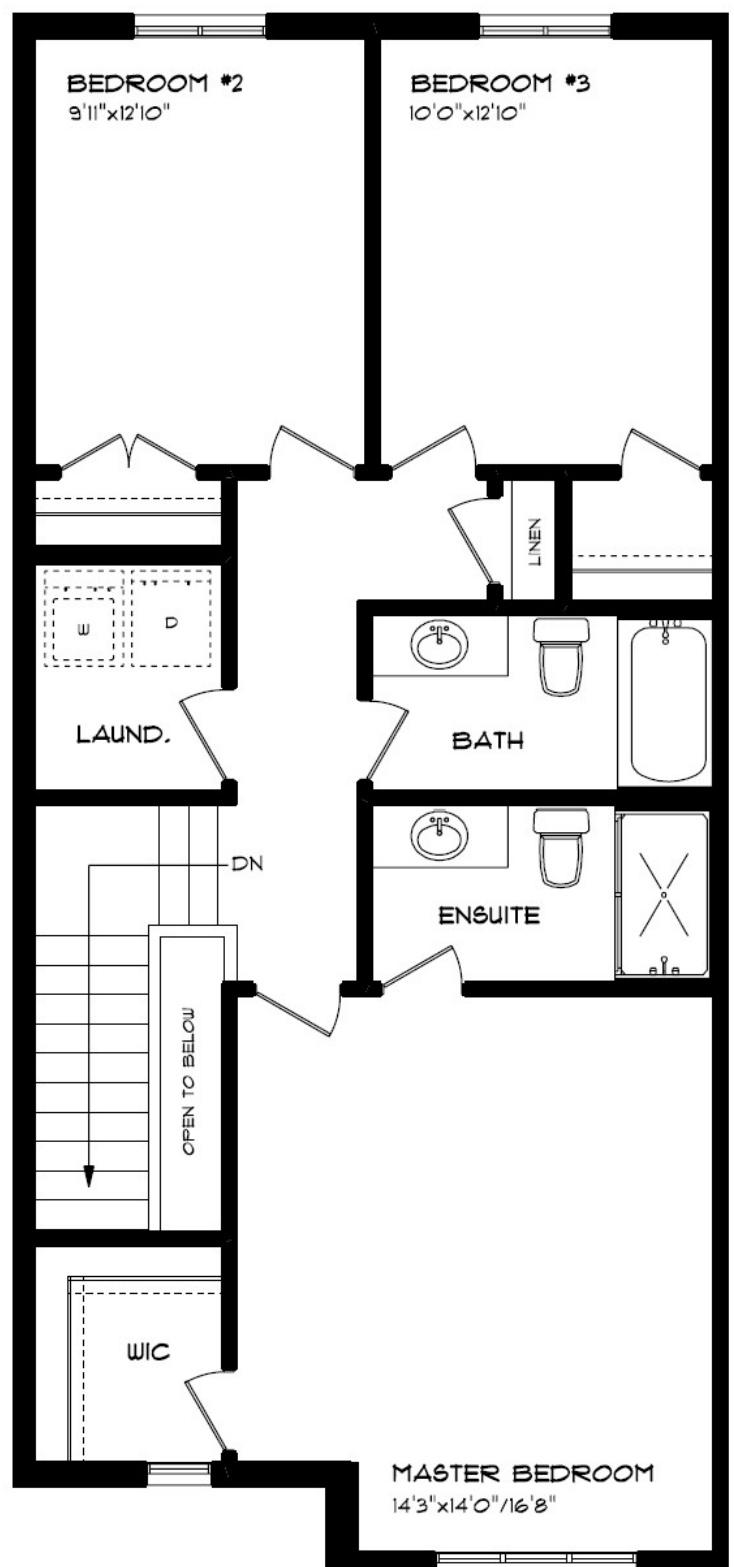 BEDROOM #2
9'11"x12'10"
BEDROOM #3
10'0"x12'10"
LINEN
W
D
LAUND.
BATH
DN
ENSUITE
OPEN TO BELOW
WIC
MASTER BEDROOM
14'3"x14'0"/16'8"